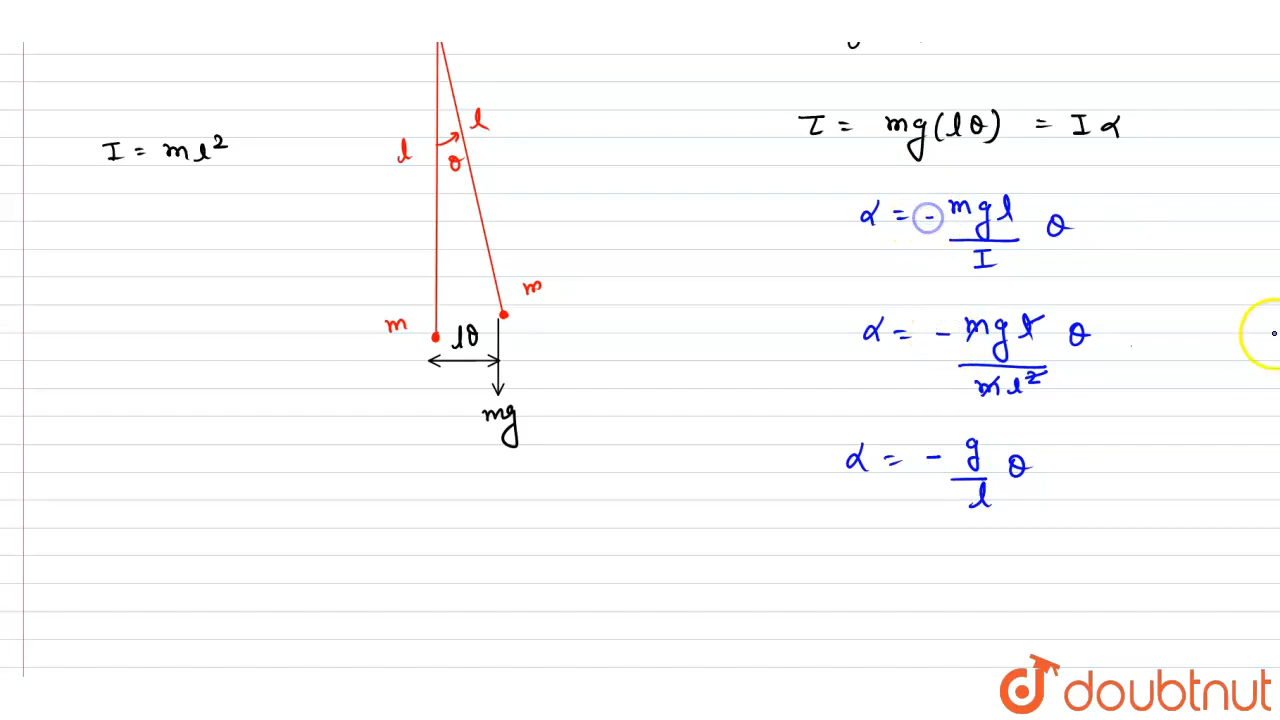 τ = mg(lθ) = Iα
I = ml²
l
l
θ
α = - mgl/I θ
m
m
α = - mgl/ml² θ
lθ
mg
α = - g/l θ
doubtnut